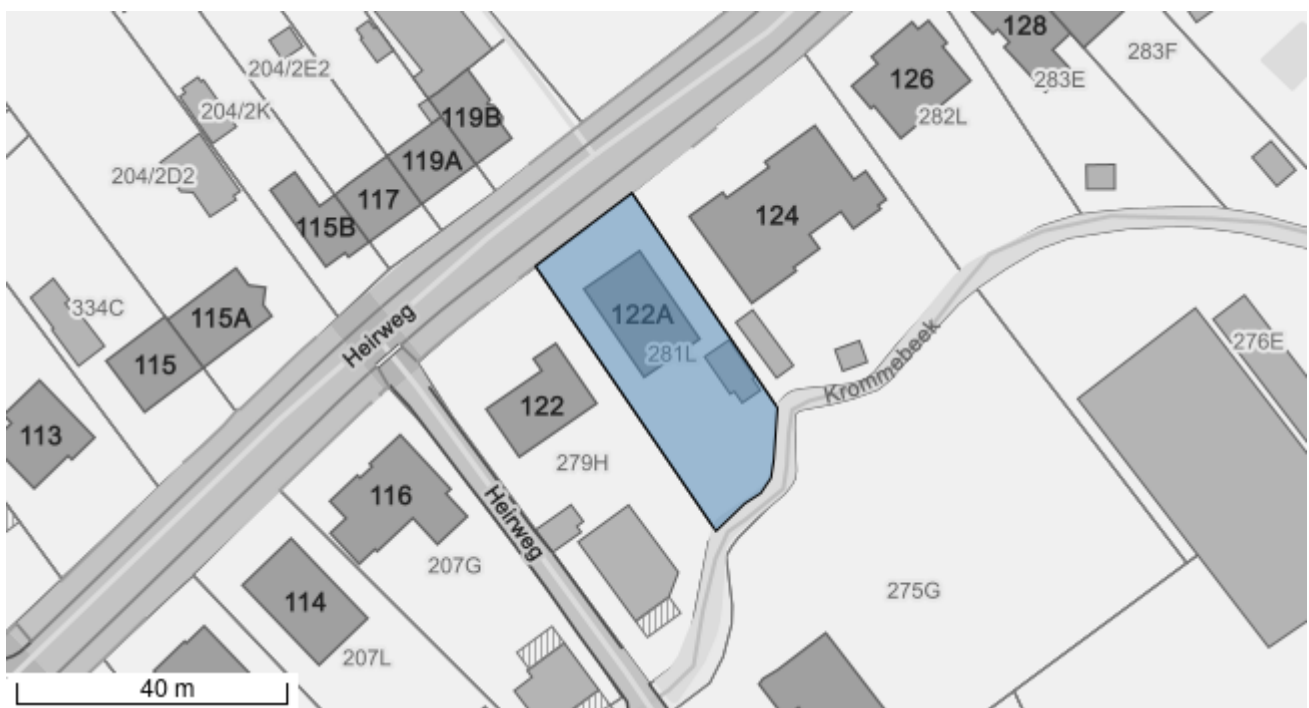 128
283F
204/2E2
126
283E
204/2K
119B
282L
119A
204/2D2
117
115B
124
334C
115A
122A
Heirweg
281L
276E
115
Krommebeek
122
113
279H
116
Heirweg
207G
275G
114
207L
40 m